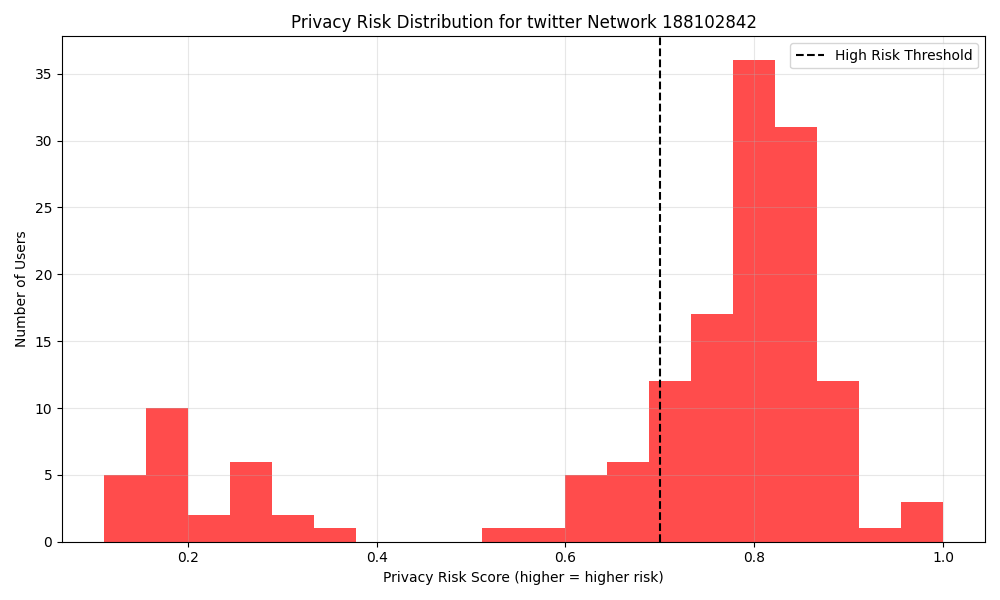 Privacy Risk Distribution for twitter Network 188102842
High Risk Threshold
35
30
25
20
15
10
5
0
Number of Users
0.2 0.4 0.6 0.8 1.0
Privacy Risk Score (higher = higher risk)